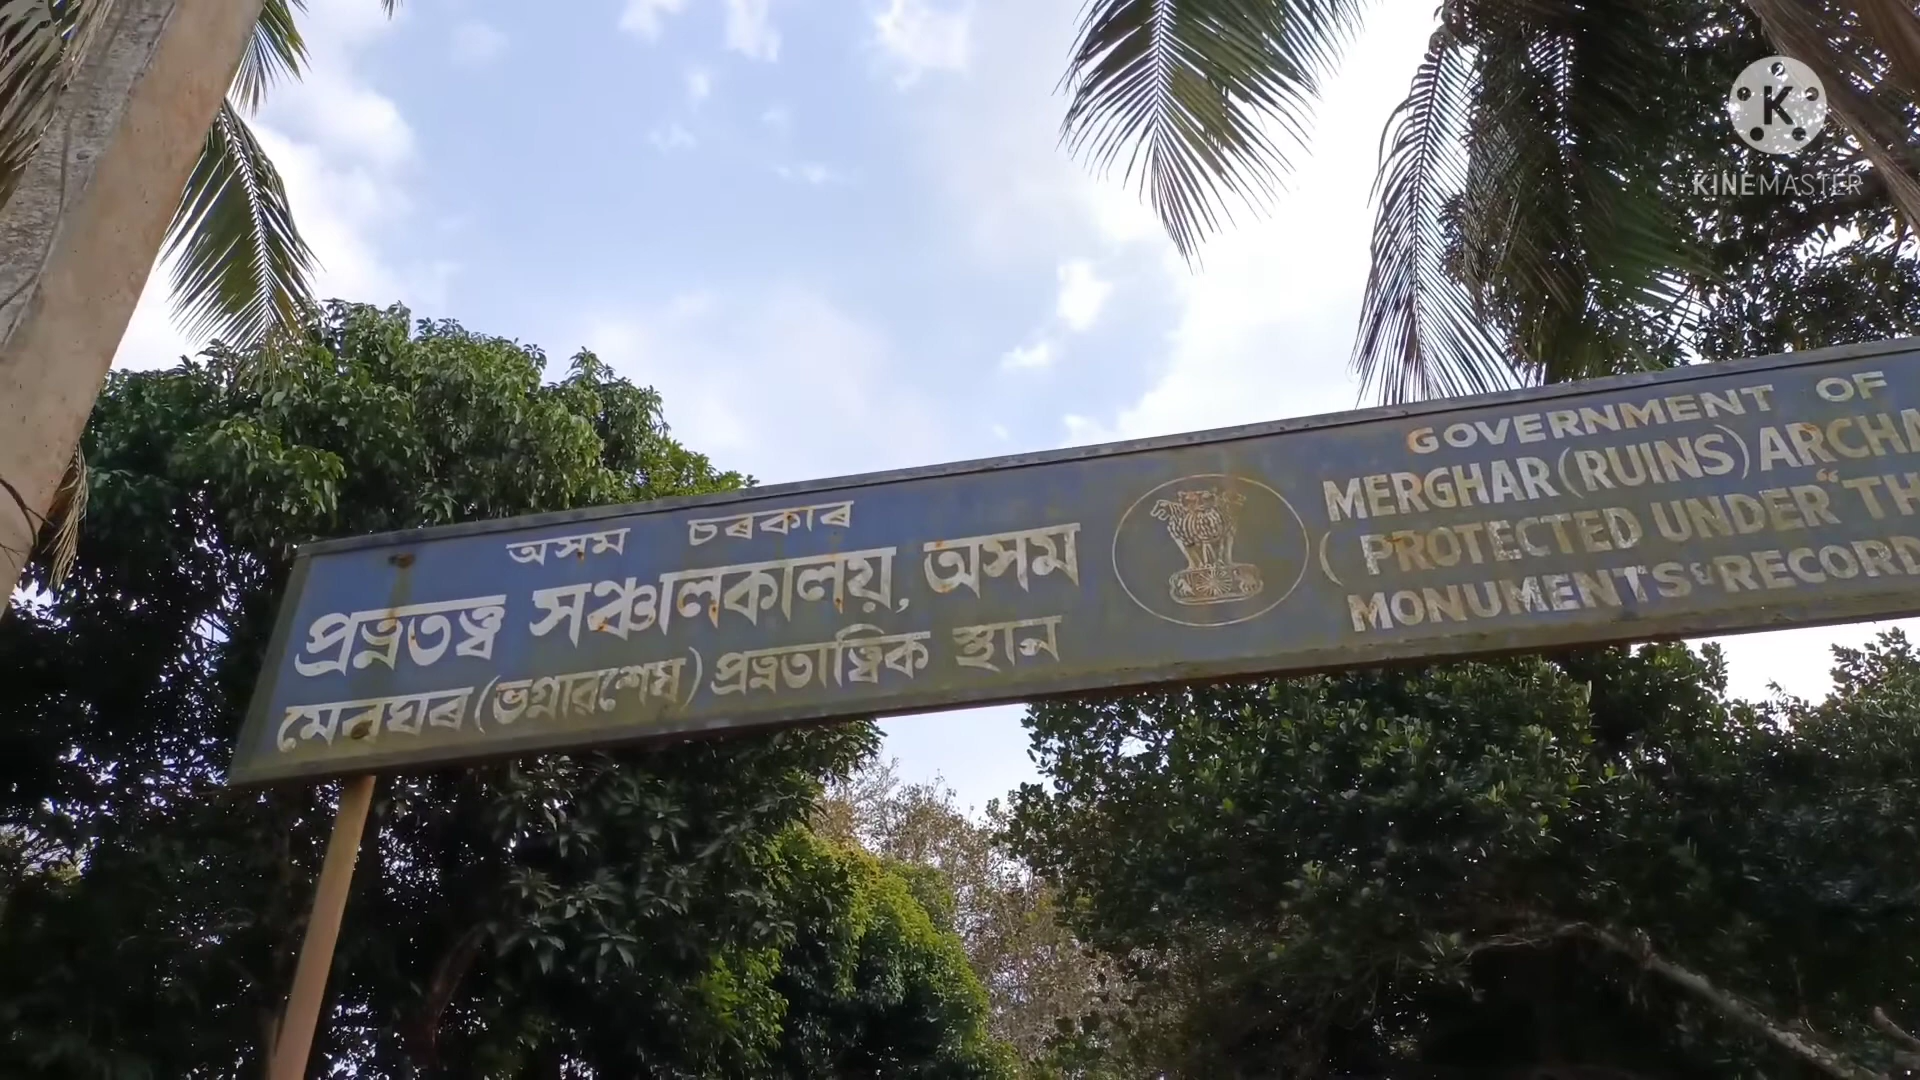 অসম চৰকাৰ
প্ৰত্নতত্ত্ব সঞ্চালকালয়, অসম
মেৰঘৰ (ভগ্নাৱশেষ) প্ৰত্নতাত্ত্বিক স্থান
GOVERNMENT OF
MERGHAR (RUINS) ARCHA
( PROTECTED UNDER "TH
MONUMENTS & RECORD
K
KINEMASTER